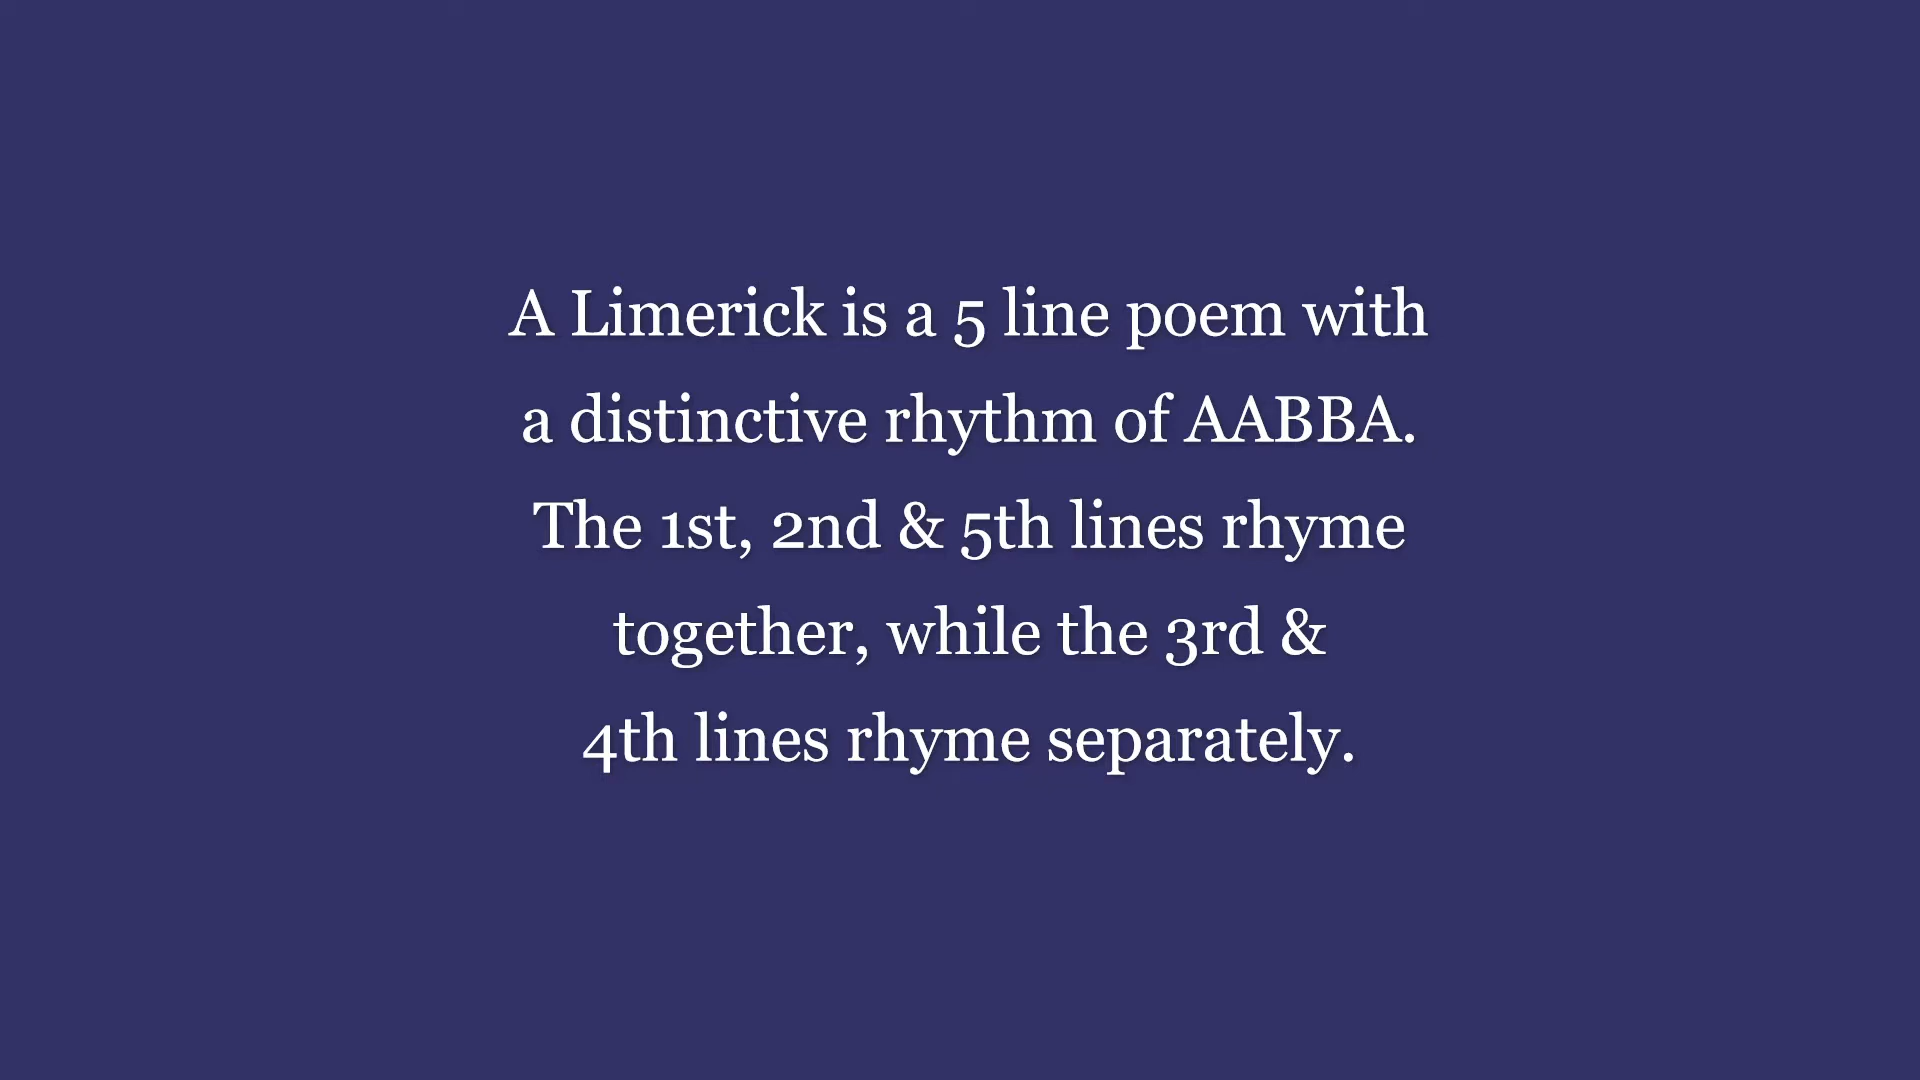 A Limerick is a 5 line poem with
a distinctive rhythm of AABBA.
The 1st, 2nd & 5th lines rhyme
together, while the 3rd &
4th lines rhyme separately.